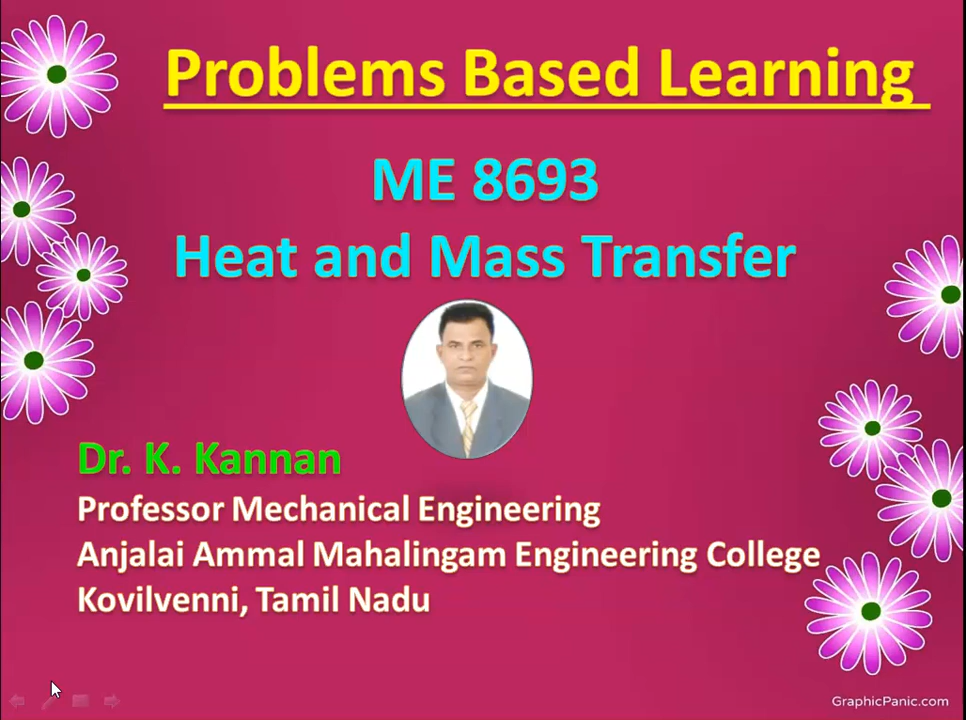 Problems Based Learning
ME 8693
Heat and Mass Transfer
Dr. K. Kannan
Professor Mechanical Engineering
Anjalai Ammal Mahalingam Engineering College
Kovilvenni, Tamil Nadu
GraphicPanic.com